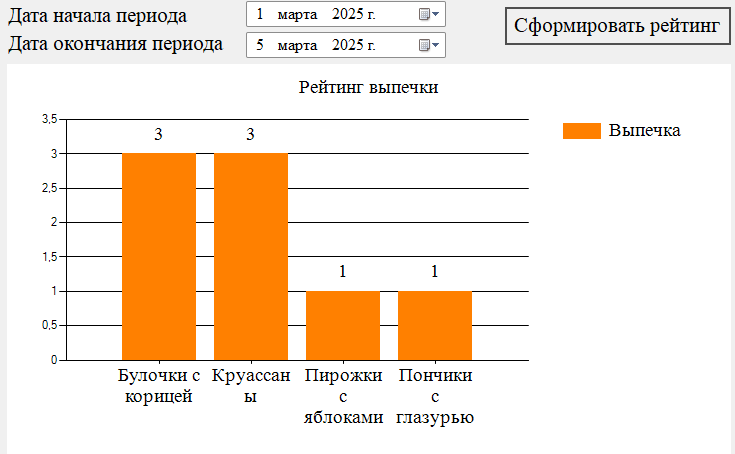 Дата начала периода
1 марта 2025 г.
Сформировать рейтинг
Дата окончания периода
5 марта 2025 г.
Рейтинг выпечки
Выпечка
3,5
3
2,5
2
1,5
1
0,5
0
3
3
1
1
Булочки с
корицей
Круассан
ы
Пирожки
с
яблоками
Пончики
с
глазурью